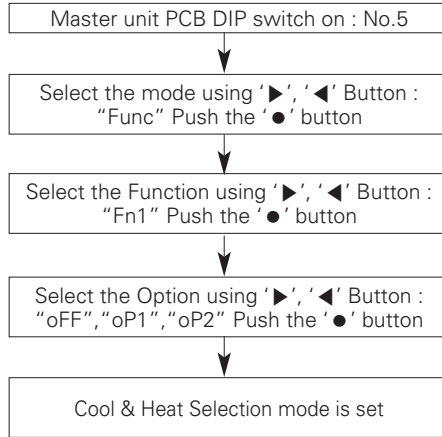 Master unit PCB DIP switch on : No.5
Select the mode using ‘▶’, ‘◀’ Button :
“Func” Push the ‘●’ button
Select the Function using ‘▶’, ‘◀’ Button :
“Fn1” Push the ‘●’ button
Select the Option using ‘▶’, ‘◀’ Button :
“oFF”,“oP1”,“oP2” Push the ‘●’ button
Cool & Heat Selection mode is set